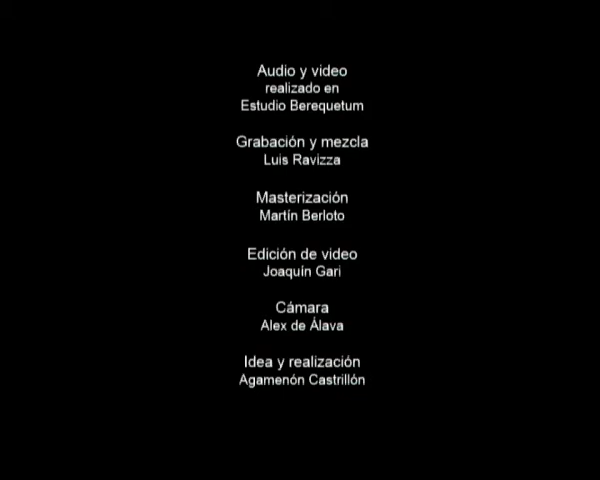 Audio y video
realizado en
Estudio Berequetum
Grabación y mezcla
Luis Ravizza
Masterización
Martín Berloto
Edición de video
Joaquín Gari
Cámara
Alex de Álava
Idea y realización
Agamenón Castrillón